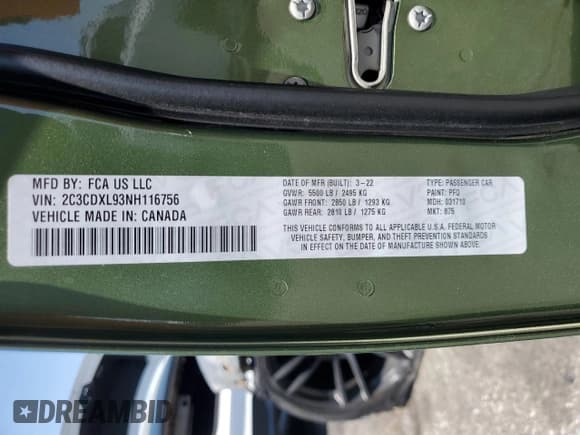 MFD BY: FCA US LLC
VIN: 2C3CDXL93NH116756
VEHICLE MADE IN: CANADA
DATE OF MFR (BUILT): 3-22
GVWR: 5500 LB / 2495 KG
GAWR FRONT: 2850 LB / 1293 KG
GAWR REAR: 2810 LB / 1275 KG
TYPE: PASSENGER CAR
PAINT: PFQ
MDH: 031710
MKT: 875
THIS VEHICLE CONFORMS TO ALL APPLICABLE U.S.A. FEDERAL MOTOR
VEHICLE SAFETY, BUMPER, AND THEFT PREVENTION STANDARDS
IN EFFECT ON THE DATE OF MANUFACTURE SHOWN ABOVE.
DREAMBID